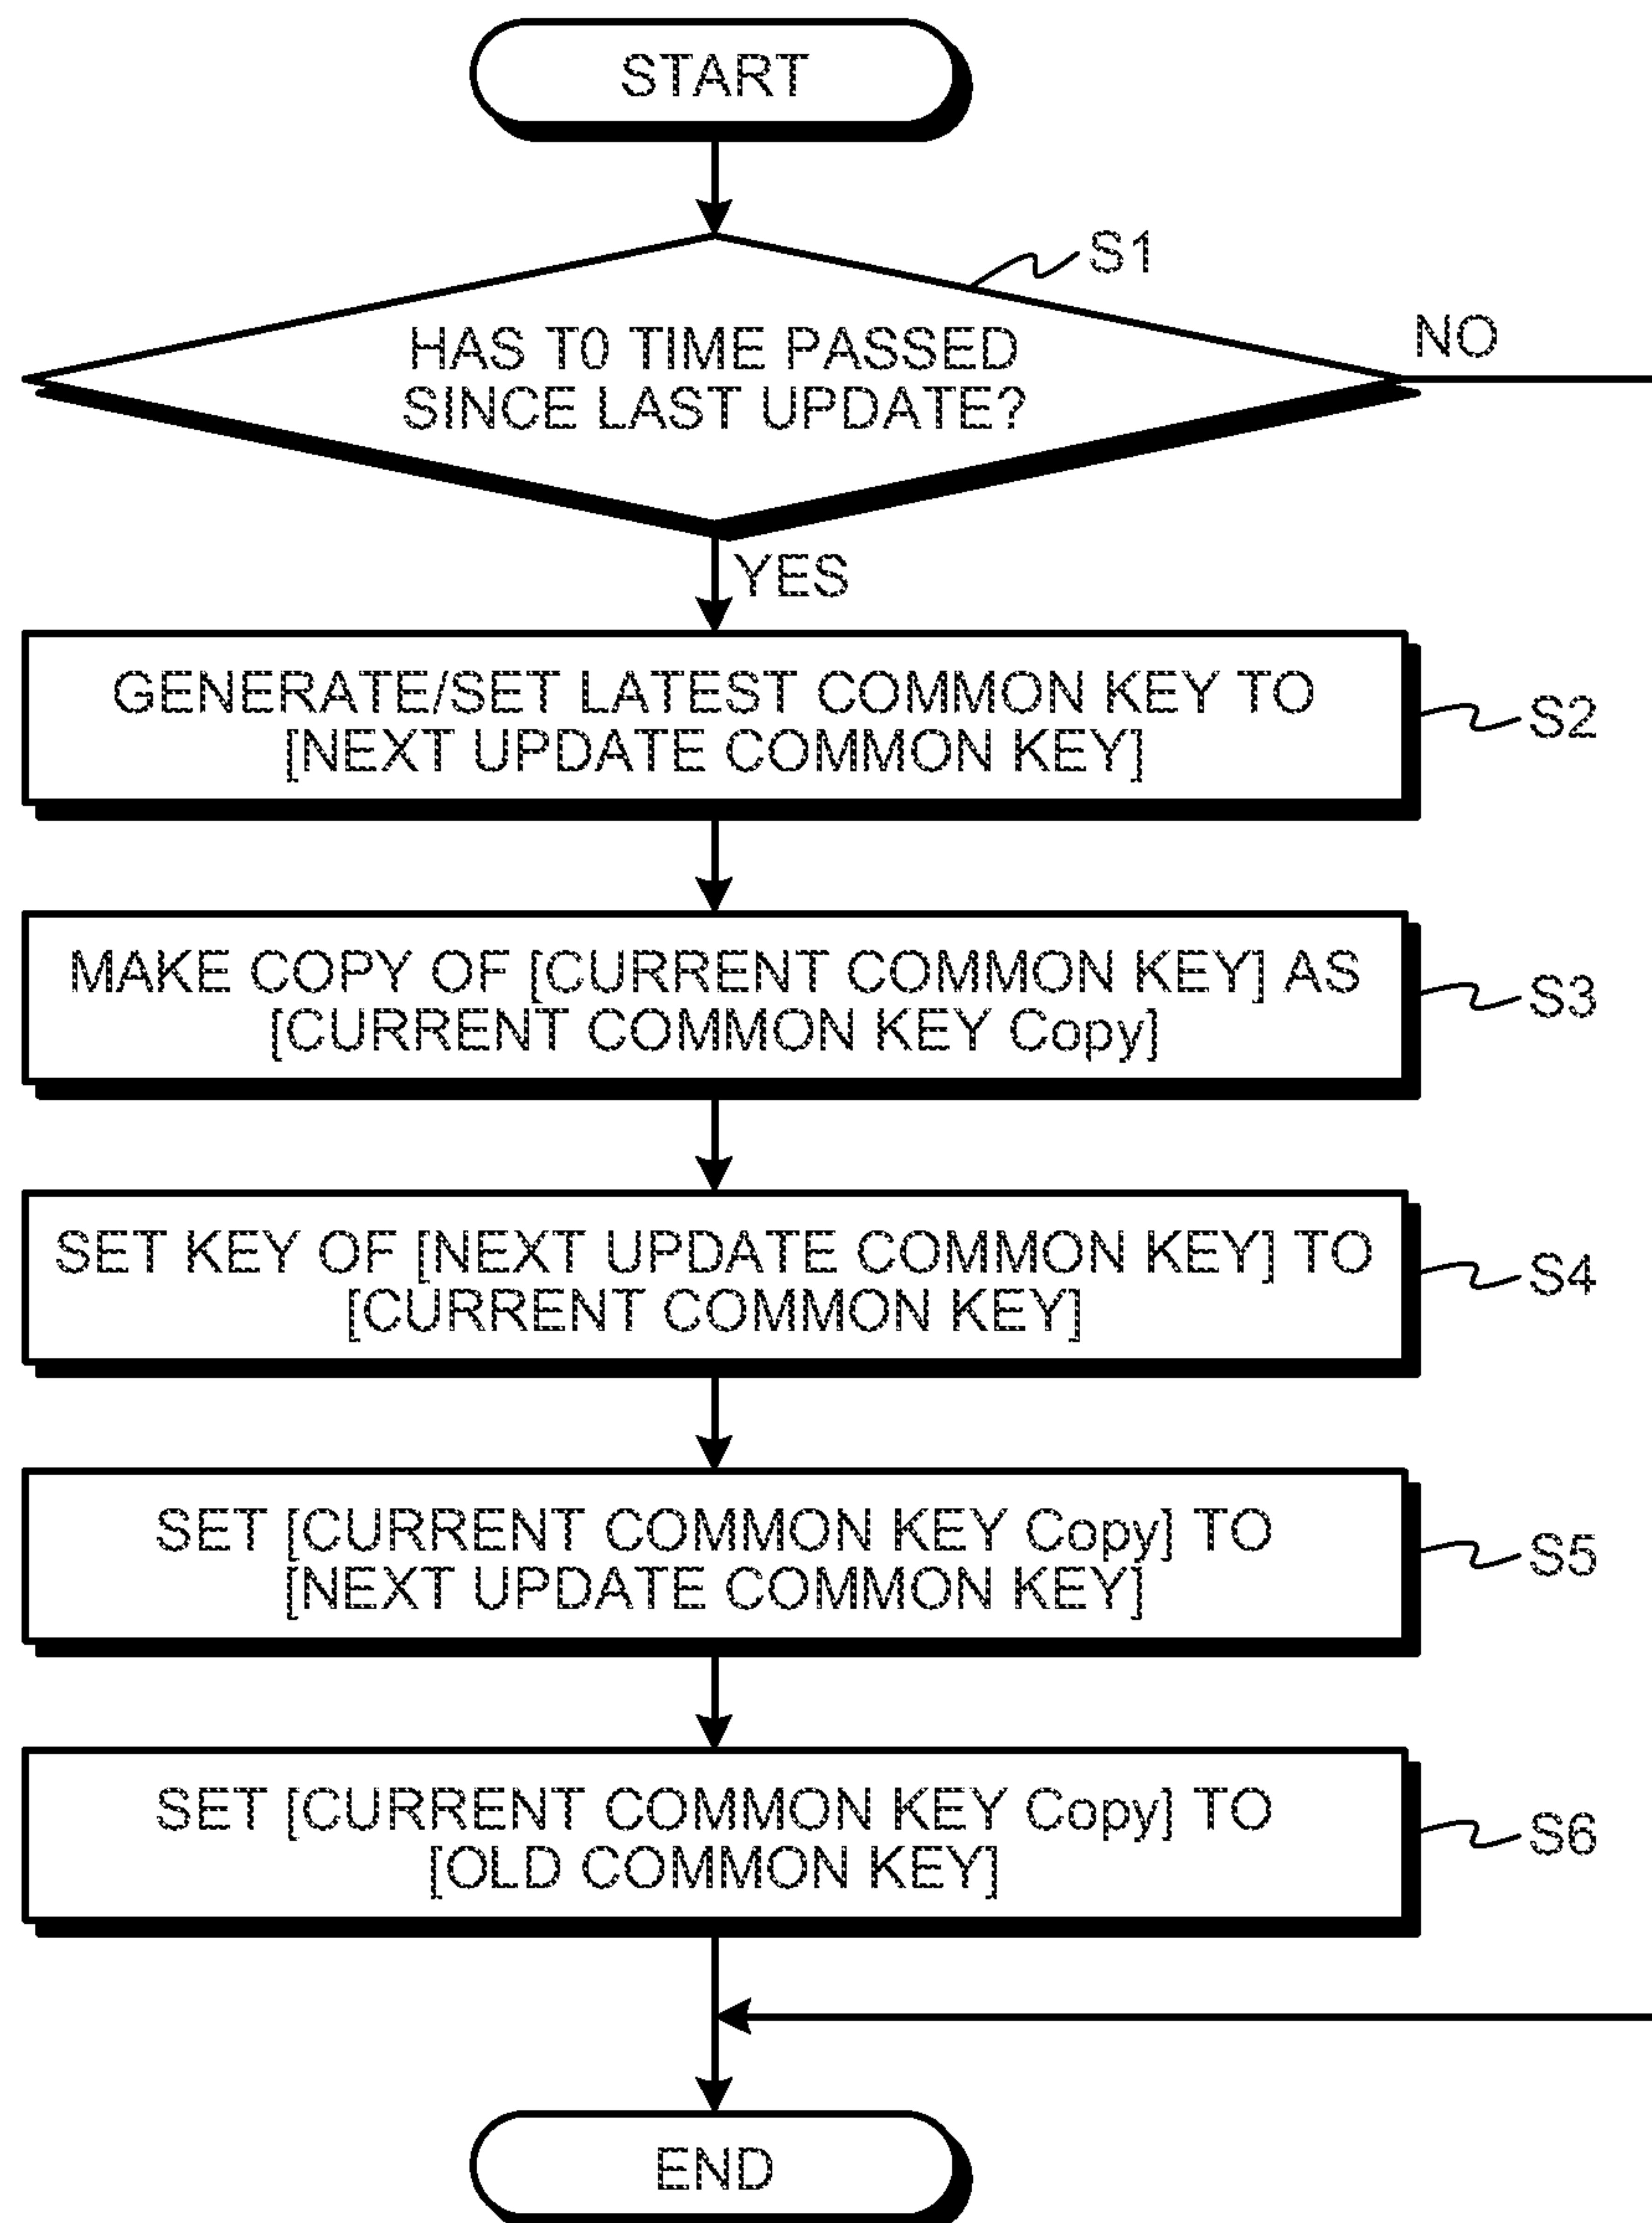 START
S1
HAS T0 TIME PASSED
SINCE LAST UPDATE?
NO
YES
GENERATE/SET LATEST COMMON KEY TO
[NEXT UPDATE COMMON KEY]
S2
MAKE COPY OF [CURRENT COMMON KEY] AS
[CURRENT COMMON KEY Copy]
S3
SET KEY OF [NEXT UPDATE COMMON KEY] TO
[CURRENT COMMON KEY]
S4
SET [CURRENT COMMON KEY Copy] TO
[NEXT UPDATE COMMON KEY]
S5
SET [CURRENT COMMON KEY Copy] TO
[OLD COMMON KEY]
S6
END